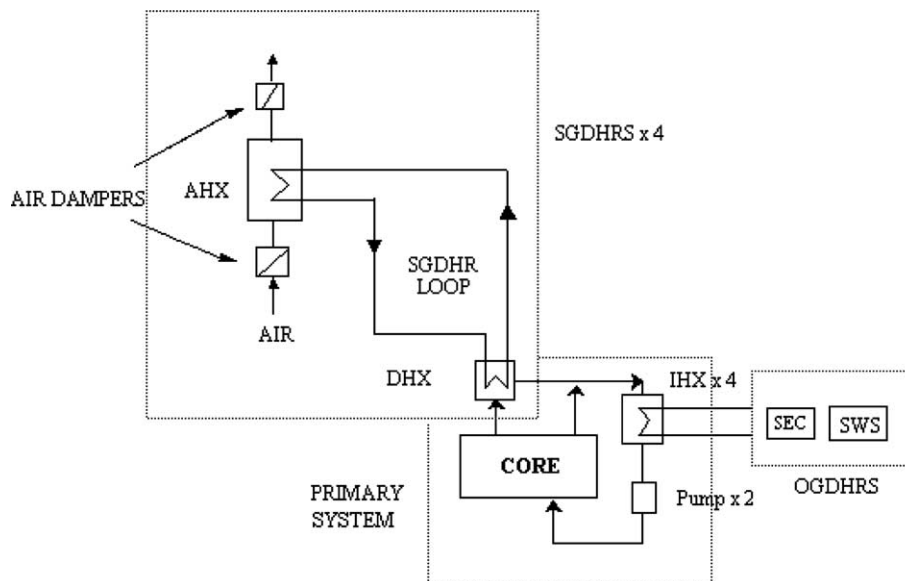 SGDHRS x 4
AIR DAMPERS
AHX
SGDHR
LOOP
AIR
DHX
IHX x 4
SEC
SWS
CORE
OGDHRS
PRIMARY
SYSTEM
Pump x 2